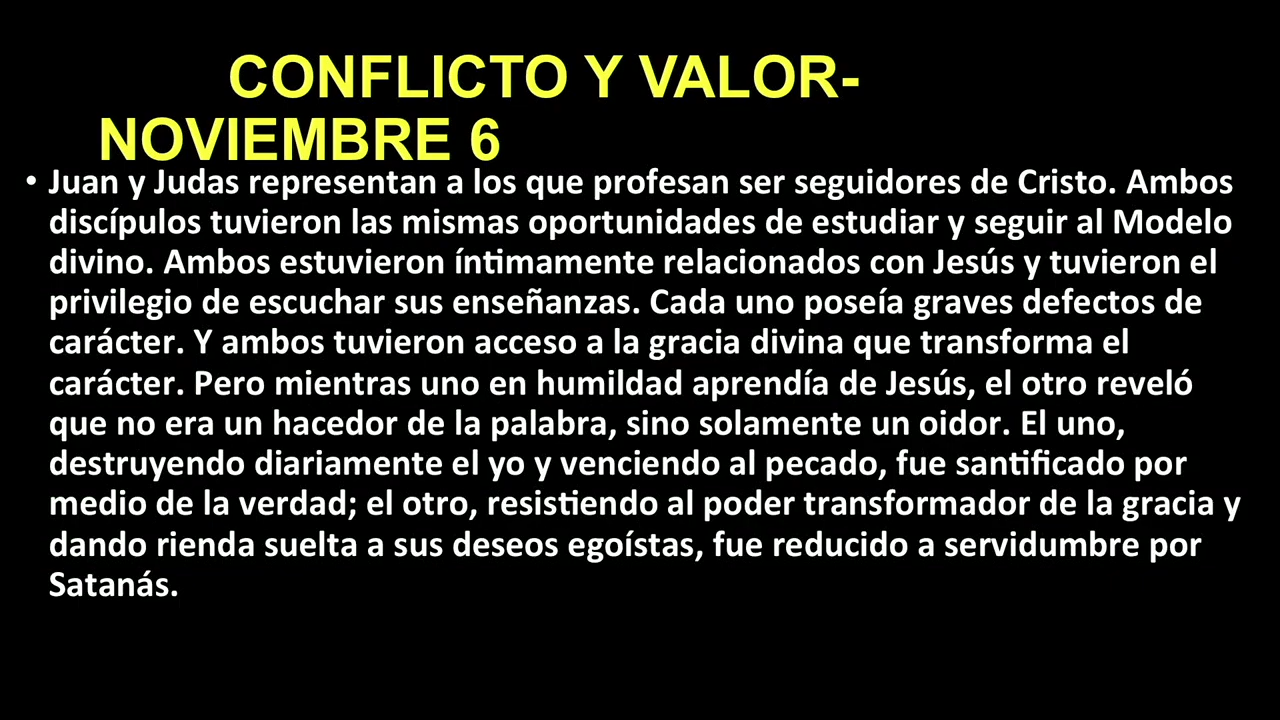 CONFLICTO Y VALOR-
NOVIEMBRE 6
• Juan y Judas representan a los que profesan ser seguidores de Cristo. Ambos
discípulos tuvieron las mismas oportunidades de estudiar y seguir al Modelo
divino. Ambos estuvieron íntimamente relacionados con Jesús y tuvieron el
privilegio de escuchar sus enseñanzas. Cada uno poseía graves defectos de
carácter. Y ambos tuvieron acceso a la gracia divina que transforma el
carácter. Pero mientras uno en humildad aprendía de Jesús, el otro reveló
que no era un hacedor de la palabra, sino solamente un oidor. El uno,
destruyendo diariamente el yo y venciendo al pecado, fue santificado por
medio de la verdad; el otro, resistiendo al poder transformador de la gracia y
dando rienda suelta a sus deseos egoístas, fue reducido a servidumbre por
Satanás.